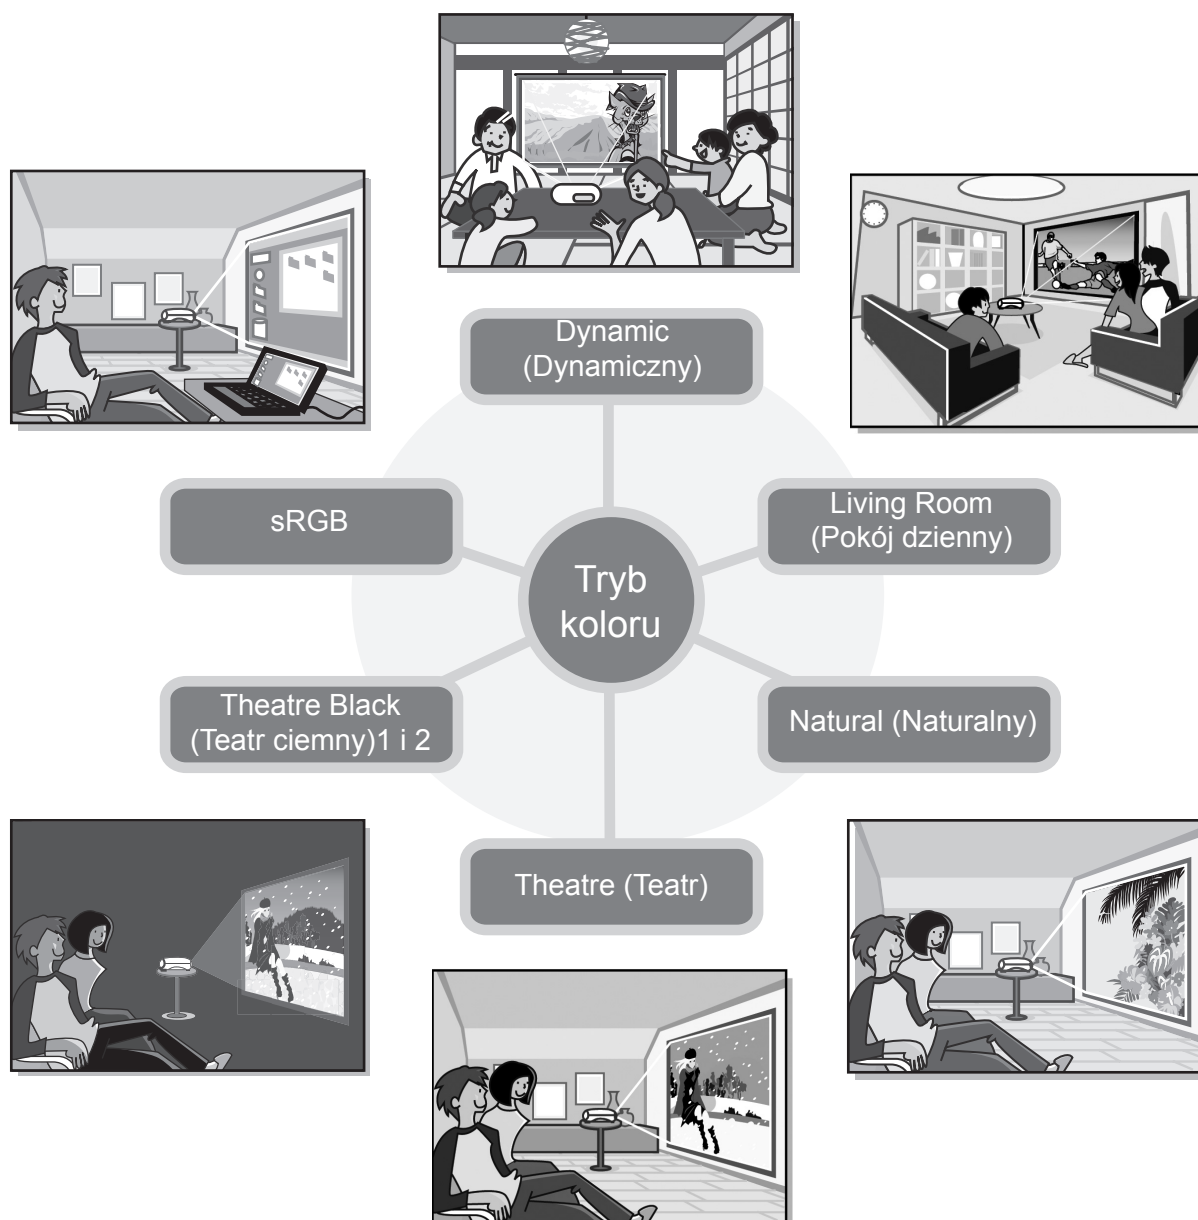 Dynamic
(Dynamiczny)
sRGB
Living Room
(Pokój dzienny)
Tryb
koloru
Theatre Black
(Teatr ciemny)1 i 2
Natural (Naturalny)
Theatre (Teatr)